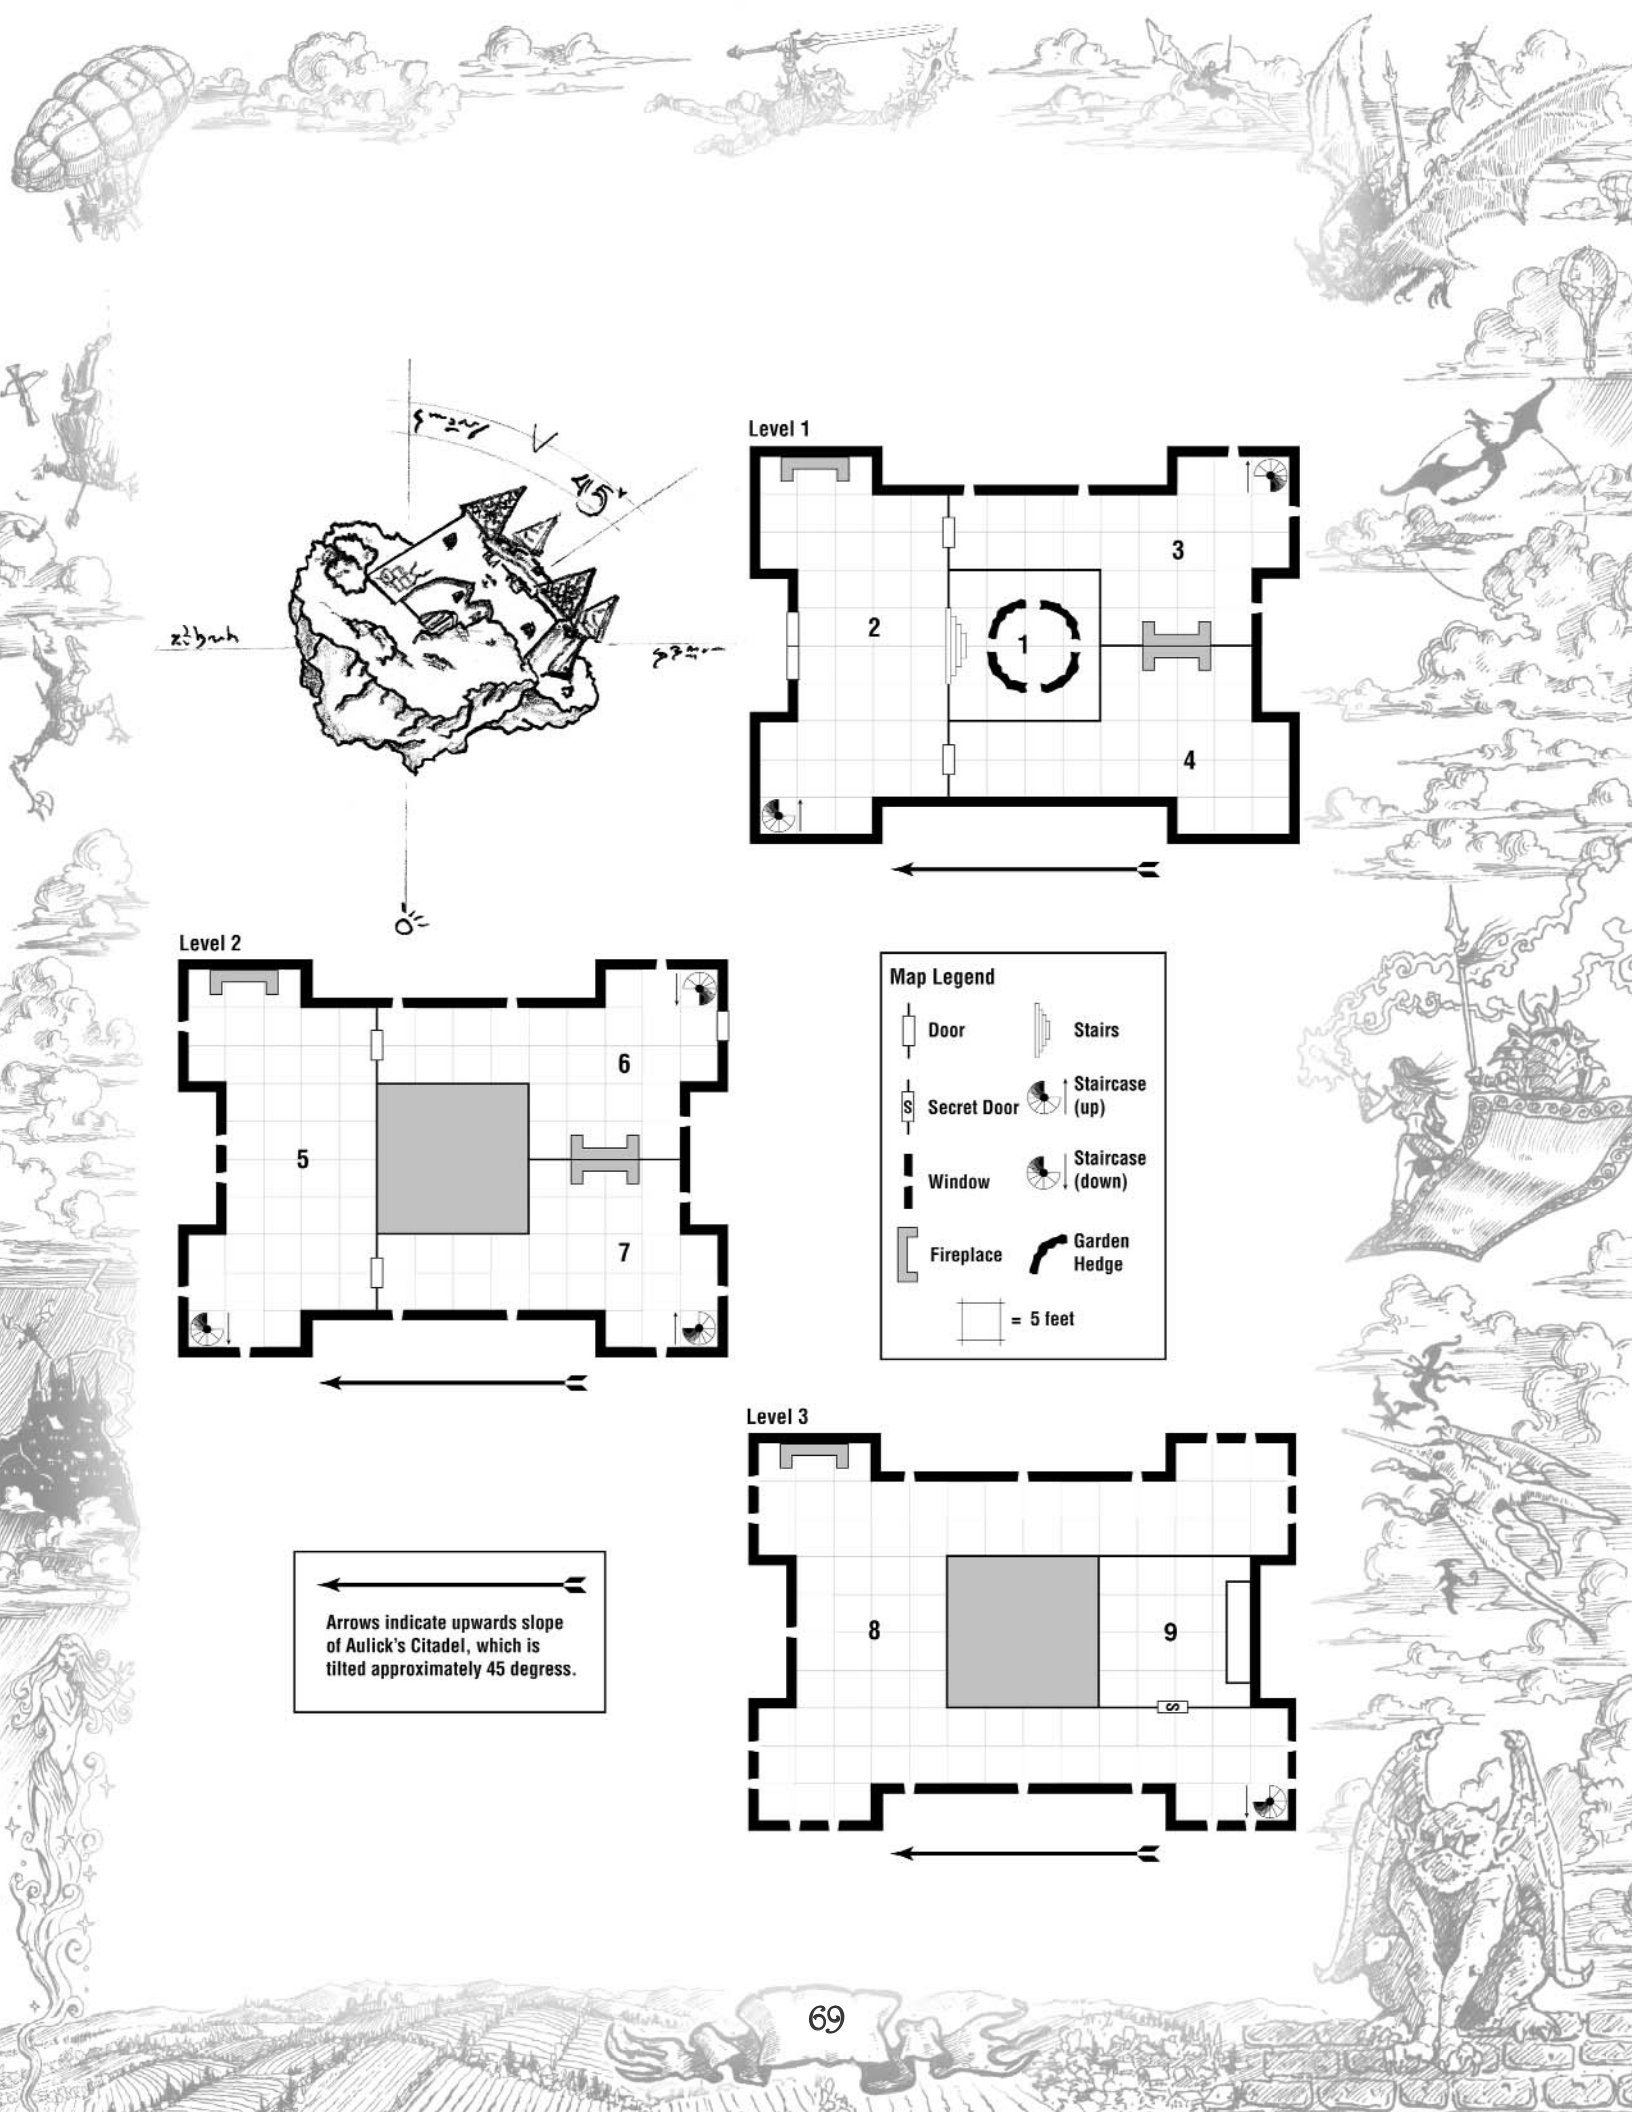 45°
Level 1
3
2
1
4
Level 2
6
5
7
Map Legend
Door
Stairs
S
Secret Door
Staircase
(up)
Window
Staircase
(down)
Fireplace
Garden
Hedge
= 5 feet
Level 3
8
9
S
Arrows indicate upwards slope
of Aulick's Citadel, which is
tilted approximately 45 degress.
69